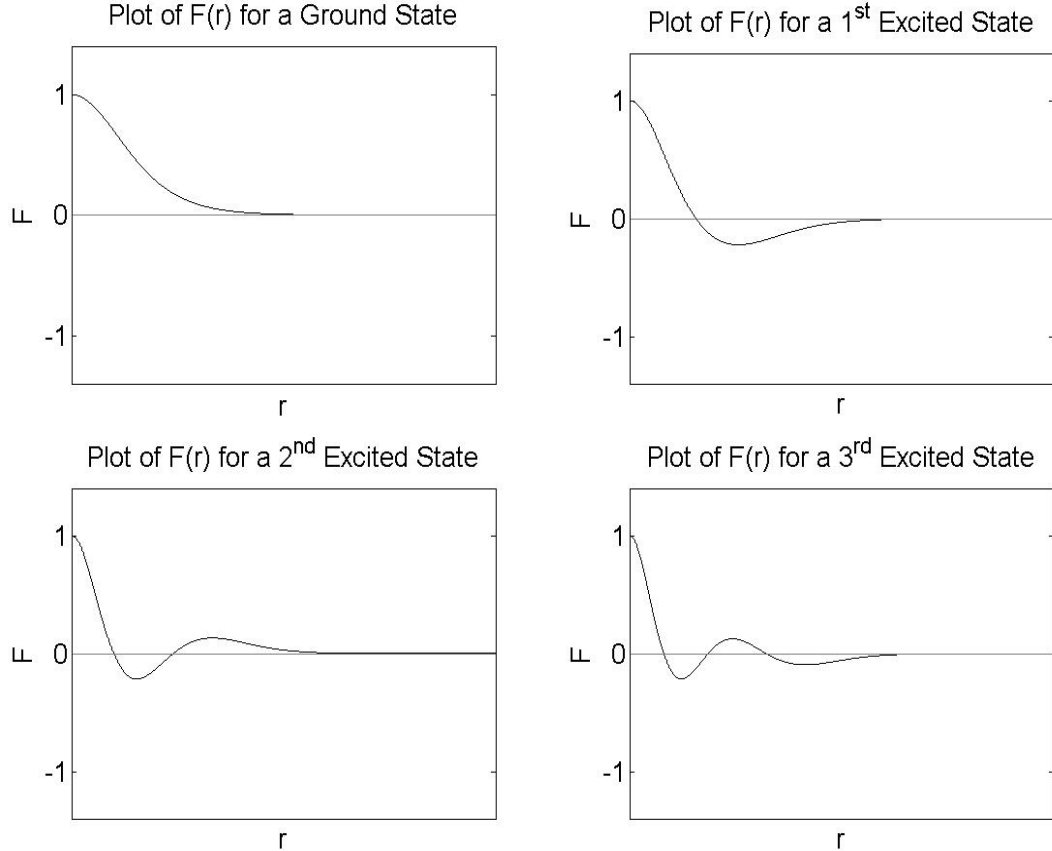 Plot of F(r) for a Ground State
1
0
-1
F
r
Plot of F(r) for a 1st Excited State
1
0
-1
F
r
Plot of F(r) for a 2nd Excited State
1
0
-1
F
r
Plot of F(r) for a 3rd Excited State
1
0
-1
F
r